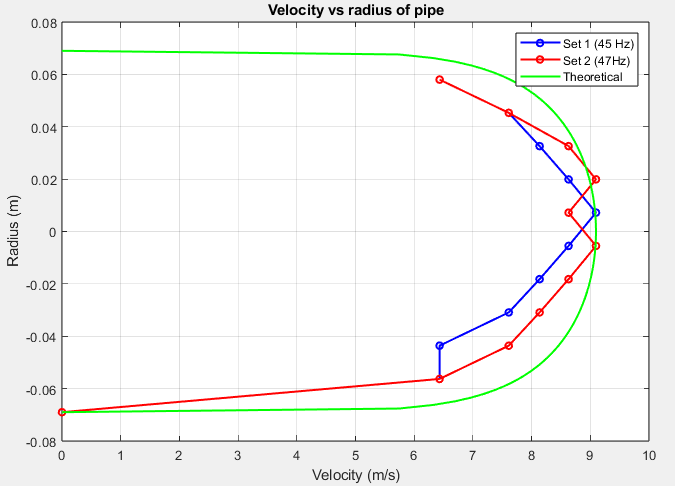 Velocity vs radius of pipe
Set 1 (45 Hz)
Set 2 (47Hz)
Theoretical
Radius (m)
0.08
0.06
0.04
0.02
0
-0.02
-0.04
-0.06
-0.08
0 1 2 3 4 5 6 7 8 9 10
Velocity (m/s)